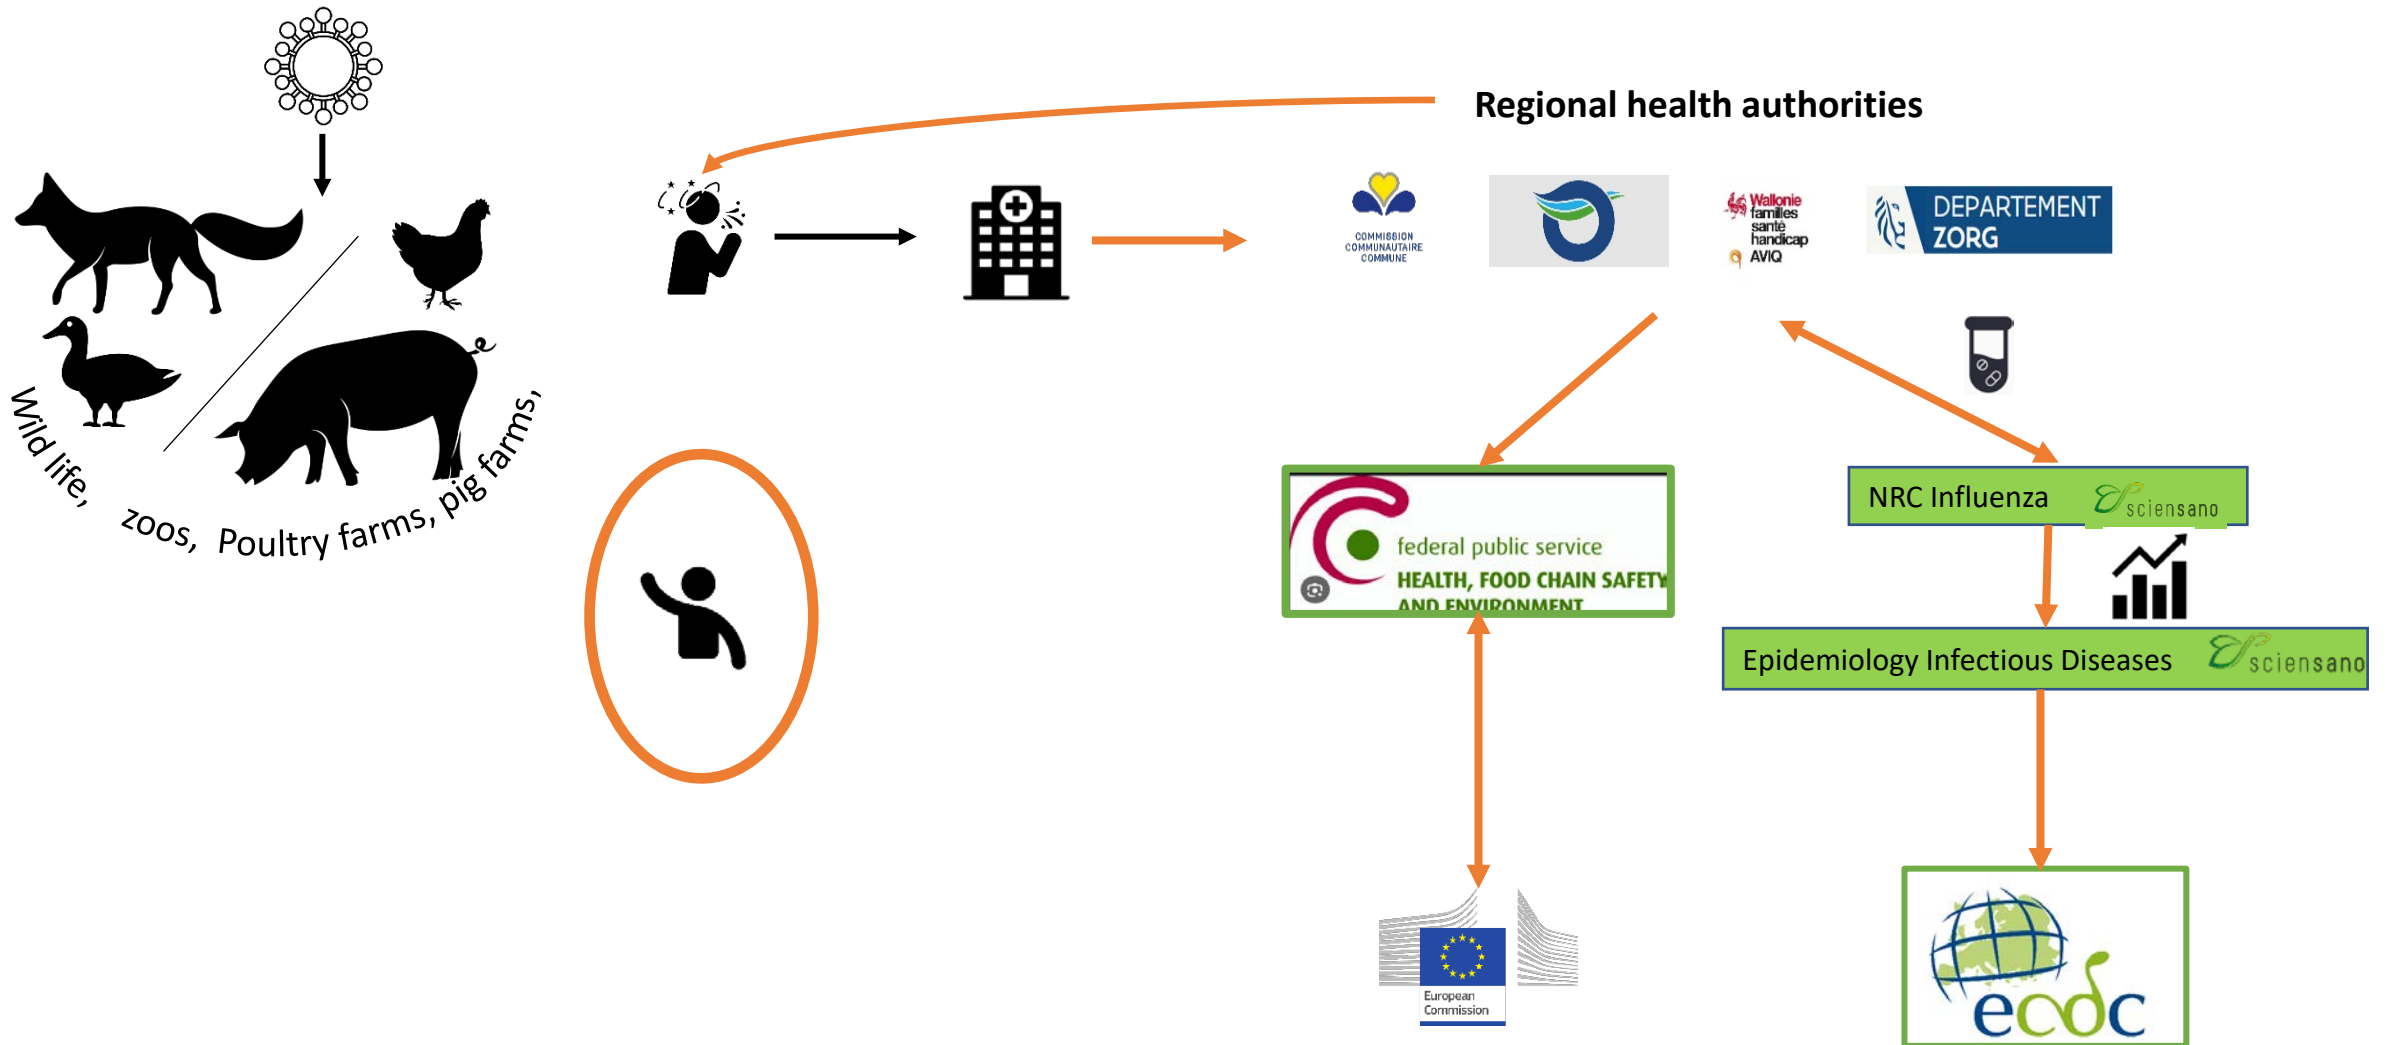 Regional health authorities
COMMISSION
COMMUNAUTAIRE
COMMUNE
Wallonie
familles
santé
handicap
AVIQ
DEPARTEMENT
ZORG
Wild life, zoos, Poultry farms, pig farms,
federal public service
HEALTH, FOOD CHAIN SAFETY
AND ENVIRONMENT
NRC Influenza
sciensano
Epidemiology Infectious Diseases
sciensano
European
Commission
ecdc